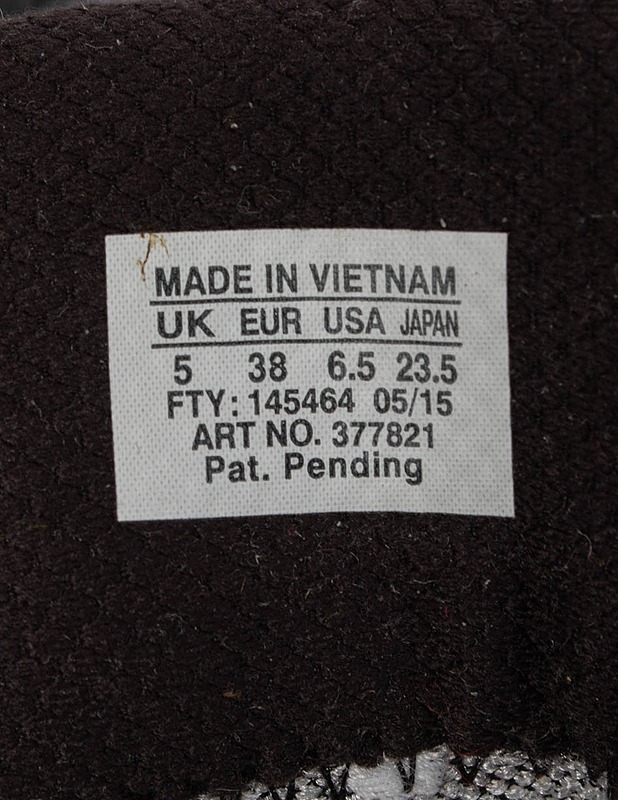 MADE IN VIETNAM
UK EUR USA JAPAN
5 38 6.5 23.5
FTY: 145464 05/15
ART NO. 377821
Pat. Pending